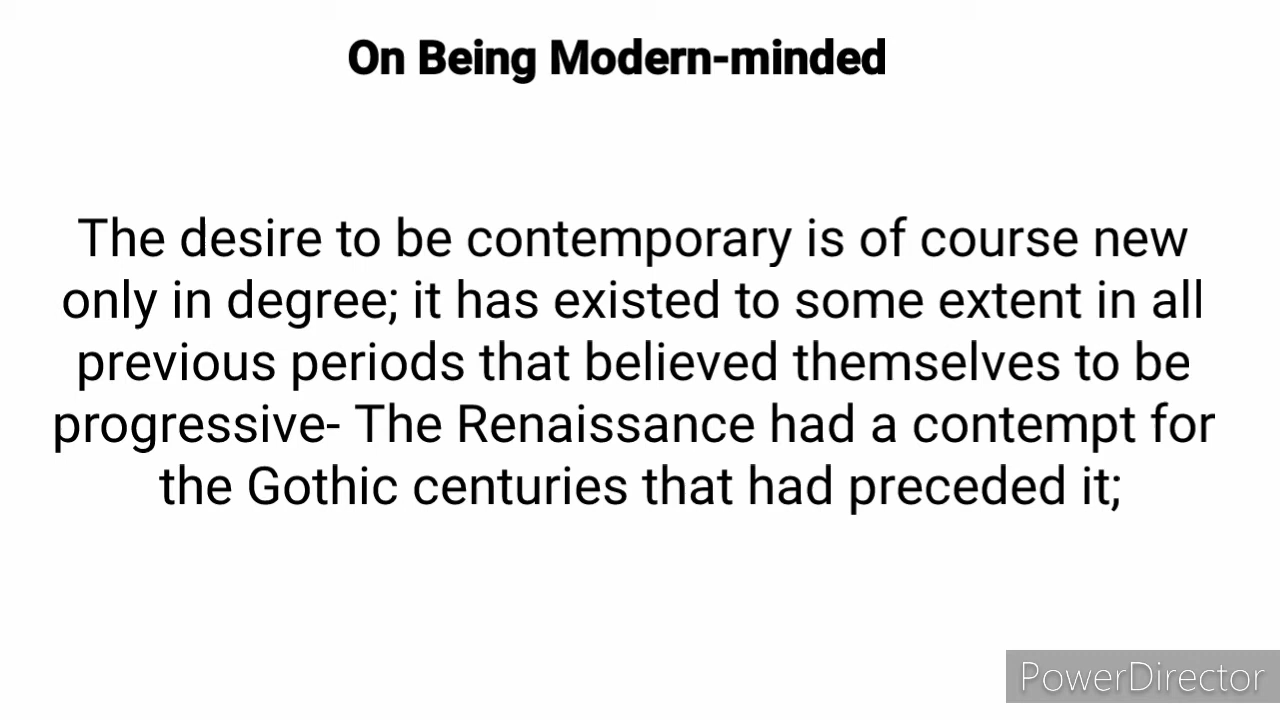 On Being Modern-minded
The desire to be contemporary is of course new
only in degree; it has existed to some extent in all
previous periods that believed themselves to be
progressive- The Renaissance had a contempt for
the Gothic centuries that had preceded it;
PowerDirector